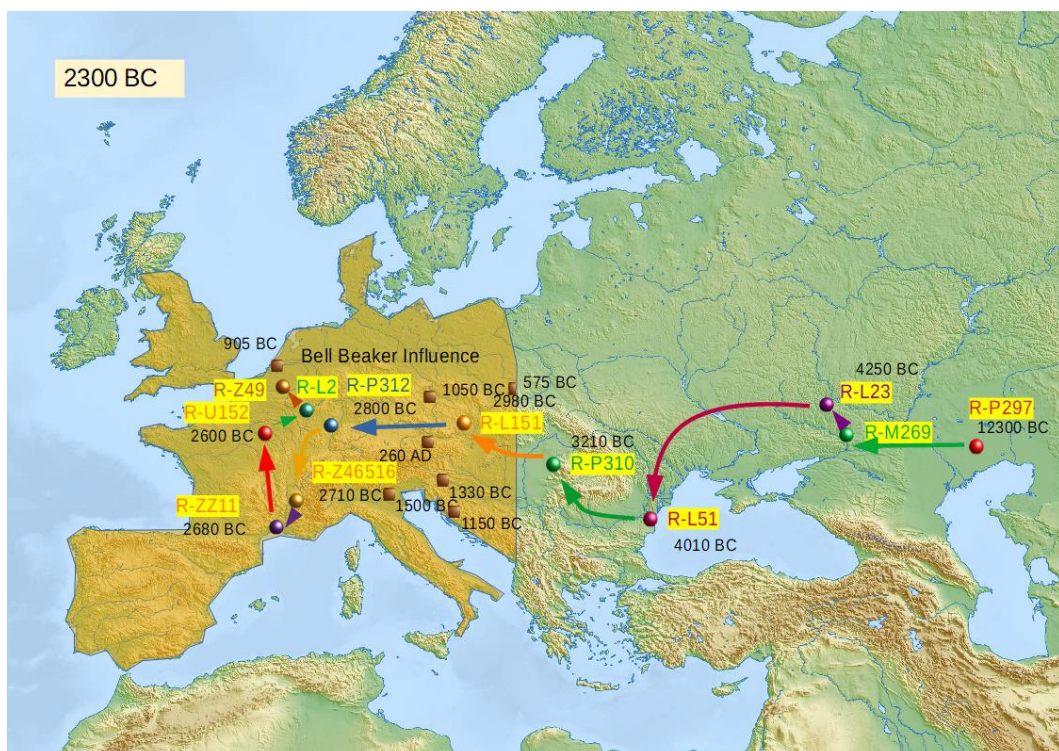 2300 BC
905 BC
Bell Beaker Influence
R-Z49
R-L2
R-P312
1050 BC
575 BC
2980 BC
4250 BC
R-L23
R-P297
12300 BC
R-U152
2600 BC
2800 BC
R-L151
R-M269
260 AD
3210 BC
R-P310
R-Z46516
2710 BC
1330 BC
R-ZZ11
2680 BC
1500 BC
1150 BC
R-L51
4010 BC